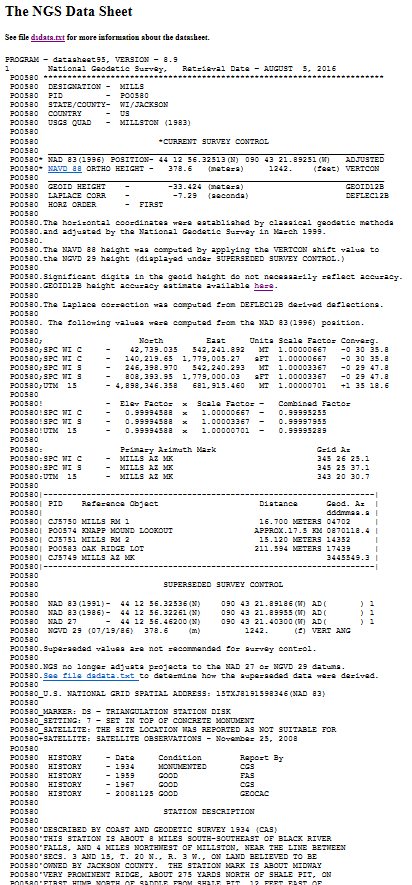 The NGS Data Sheet
See file dsdata.txt for more information about the datasheet.
PROGRAM = datasheet95, VERSION = 8.9
1 National Geodetic Survey, Retrieval Date = AUGUST 5, 2016
PO0580 ***********************************************************************
PO0580 DESIGNATION - MILLS
PO0580 PID - PO0580
PO0580 STATE/COUNTY- WI/JACKSON
PO0580 COUNTRY - US
PO0580 USGS QUAD - MILLSTON (1983)
PO0580
PO0580 *CURRENT SURVEY CONTROL
PO0580
PO0580* NAD 83(1996) POSITION- 44 12 56.32513(N) 090 43 21.89251(W) ADJUSTED
PO0580* NAVD 88 ORTHO HEIGHT - 378.6 (meters) 1242. (feet) VERTCON
PO0580
PO0580 GEOID HEIGHT - -33.424 (meters) GEOID12B
PO0580 LAPLACE CORR - -7.29 (seconds) DEFLEC12B
PO0580 HORZ ORDER - FIRST
PO0580
PO0580.The horizontal coordinates were established by classical geodetic methods
PO0580.and adjusted by the National Geodetic Survey in March 1999.
PO0580
PO0580.The NAVD 88 height was computed by applying the VERTCON shift value to
PO0580.the NGVD 29 height (displayed under SUPERSEDED SURVEY CONTROL.)
PO0580
PO0580.Significant digits in the geoid height do not necessarily reflect accuracy.
PO0580.GEOID12B height accuracy estimate available here.
PO0580
PO0580.The Laplace correction was computed from DEFLEC12B derived deflections.
PO0580
PO0580. The following values were computed from the NAD 83(1996) position.
PO0580
PO0580; North East Units Scale Factor Converg.
PO0580;SPC WI C - 42,739.035 542,241.892 MT 1.00000667 -0 30 35.8
PO0580;SPC WI C - 140,219.65 1,779,005.27 sFT 1.00000667 -0 30 35.8
PO0580;SPC WI S - 246,398.970 542,240.293 MT 1.00003367 -0 29 47.8
PO0580;SPC WI S - 808,393.95 1,779,000.03 sFT 1.00003367 -0 29 47.8
PO0580;UTM 15 - 4,898,346.358 681,915.460 MT 1.00000701 +1 35 18.6
PO0580
PO0580! - Elev Factor x Scale Factor = Combined Factor
PO0580!SPC WI C - 0.99994588 x 1.00000667 = 0.99995255
PO0580!SPC WI S - 0.99994588 x 1.00003367 = 0.99997955
PO0580!UTM 15 - 0.99994588 x 1.00000701 = 0.99995289
PO0580
PO0580: Primary Azimuth Mark Grid Az
PO0580:SPC WI C - MILLS AZ MK 345 26 25.1
PO0580:SPC WI S - MILLS AZ MK 345 25 37.1
PO0580:UTM 15 - MILLS AZ MK 343 20 30.7
PO0580
PO0580|---------------------------------------------------------------------|
PO0580| PID Reference Object Distance Geod. Az |
PO0580| dddmmss.s |
PO0580| CJ5750 MILLS RM 1 16.700 METERS 04702 |
PO0580| PO0574 KNAPP MOUND LOOKOUT APPROX.17.5 KM 0870118.4 |
PO0580| CJ5751 MILLS RM 2 15.120 METERS 14352 |
PO0580| PO0583 OAK RIDGE LOT 211.594 METERS 17439 |
PO0580| CJ5749 MILLS AZ MK 3445549.3 |
PO0580|---------------------------------------------------------------------|
PO0580
PO0580 SUPERSEDED SURVEY CONTROL
PO0580
PO0580 NAD 83(1991)- 44 12 56.32536(N) 090 43 21.89186(W) AD( ) 1
PO0580 NAD 83(1986)- 44 12 56.32261(N) 090 43 21.89955(W) AD( ) 1
PO0580 NAD 27 - 44 12 56.46200(N) 090 43 21.40300(W) AD( ) 1
PO0580 NGVD 29 (07/19/86) 378.6 (m) 1242. (f) VERT ANG
PO0580
PO0580.Superseded values are not recommended for survey control.
PO0580
PO0580.NGS no longer adjusts projects to the NAD 27 or NGVD 29 datums.
PO0580.See file dsdata.txt to determine how the superseded data were derived.
PO0580
PO0580_U.S. NATIONAL GRID SPATIAL ADDRESS: 15TXJ8191598346(NAD 83)
PO0580
PO0580_MARKER: DS = TRIANGULATION STATION DISK
PO0580_SETTING: 7 = SET IN TOP OF CONCRETE MONUMENT
PO0580_SATELLITE: THE SITE LOCATION WAS REPORTED AS NOT SUITABLE FOR
PO0580+SATELLITE: SATELLITE OBSERVATIONS - November 25, 2008
PO0580
PO0580 HISTORY - Date Condition Report By
PO0580 HISTORY - 1934 MONUMENTED CGS
PO0580 HISTORY - 1959 GOOD FAS
PO0580 HISTORY - 1967 GOOD CGS
PO0580 HISTORY - 20081125 GOOD GEOCAC
PO0580
PO0580 STATION DESCRIPTION
PO0580
PO0580'DESCRIBED BY COAST AND GEODETIC SURVEY 1934 (CAS)
PO0580'THIS STATION IS ABOUT 8 MILES SOUTH-SOUTHEAST OF BLACK RIVER
PO0580'FALLS, AND 4 MILES NORTHWEST OF MILLSTON, NEAR THE LINE BETWEEN
PO0580'SECS. 3 AND 15, T. 20 N., R. 3 W., ON LAND BELIEVED TO BE
PO0580'OWNED BY JACKSON COUNTY. THE STATION MARK IS ABOUT MIDWAY
PO0580'VERY PROMINENT RIDGE, ABOUT 275 YARDS NORTH OF SHALE PIT, ON
PO0580'FIRST HUMP NORTH OF SADDLE FROM SHALE PIT, 12 FEET EAST OF